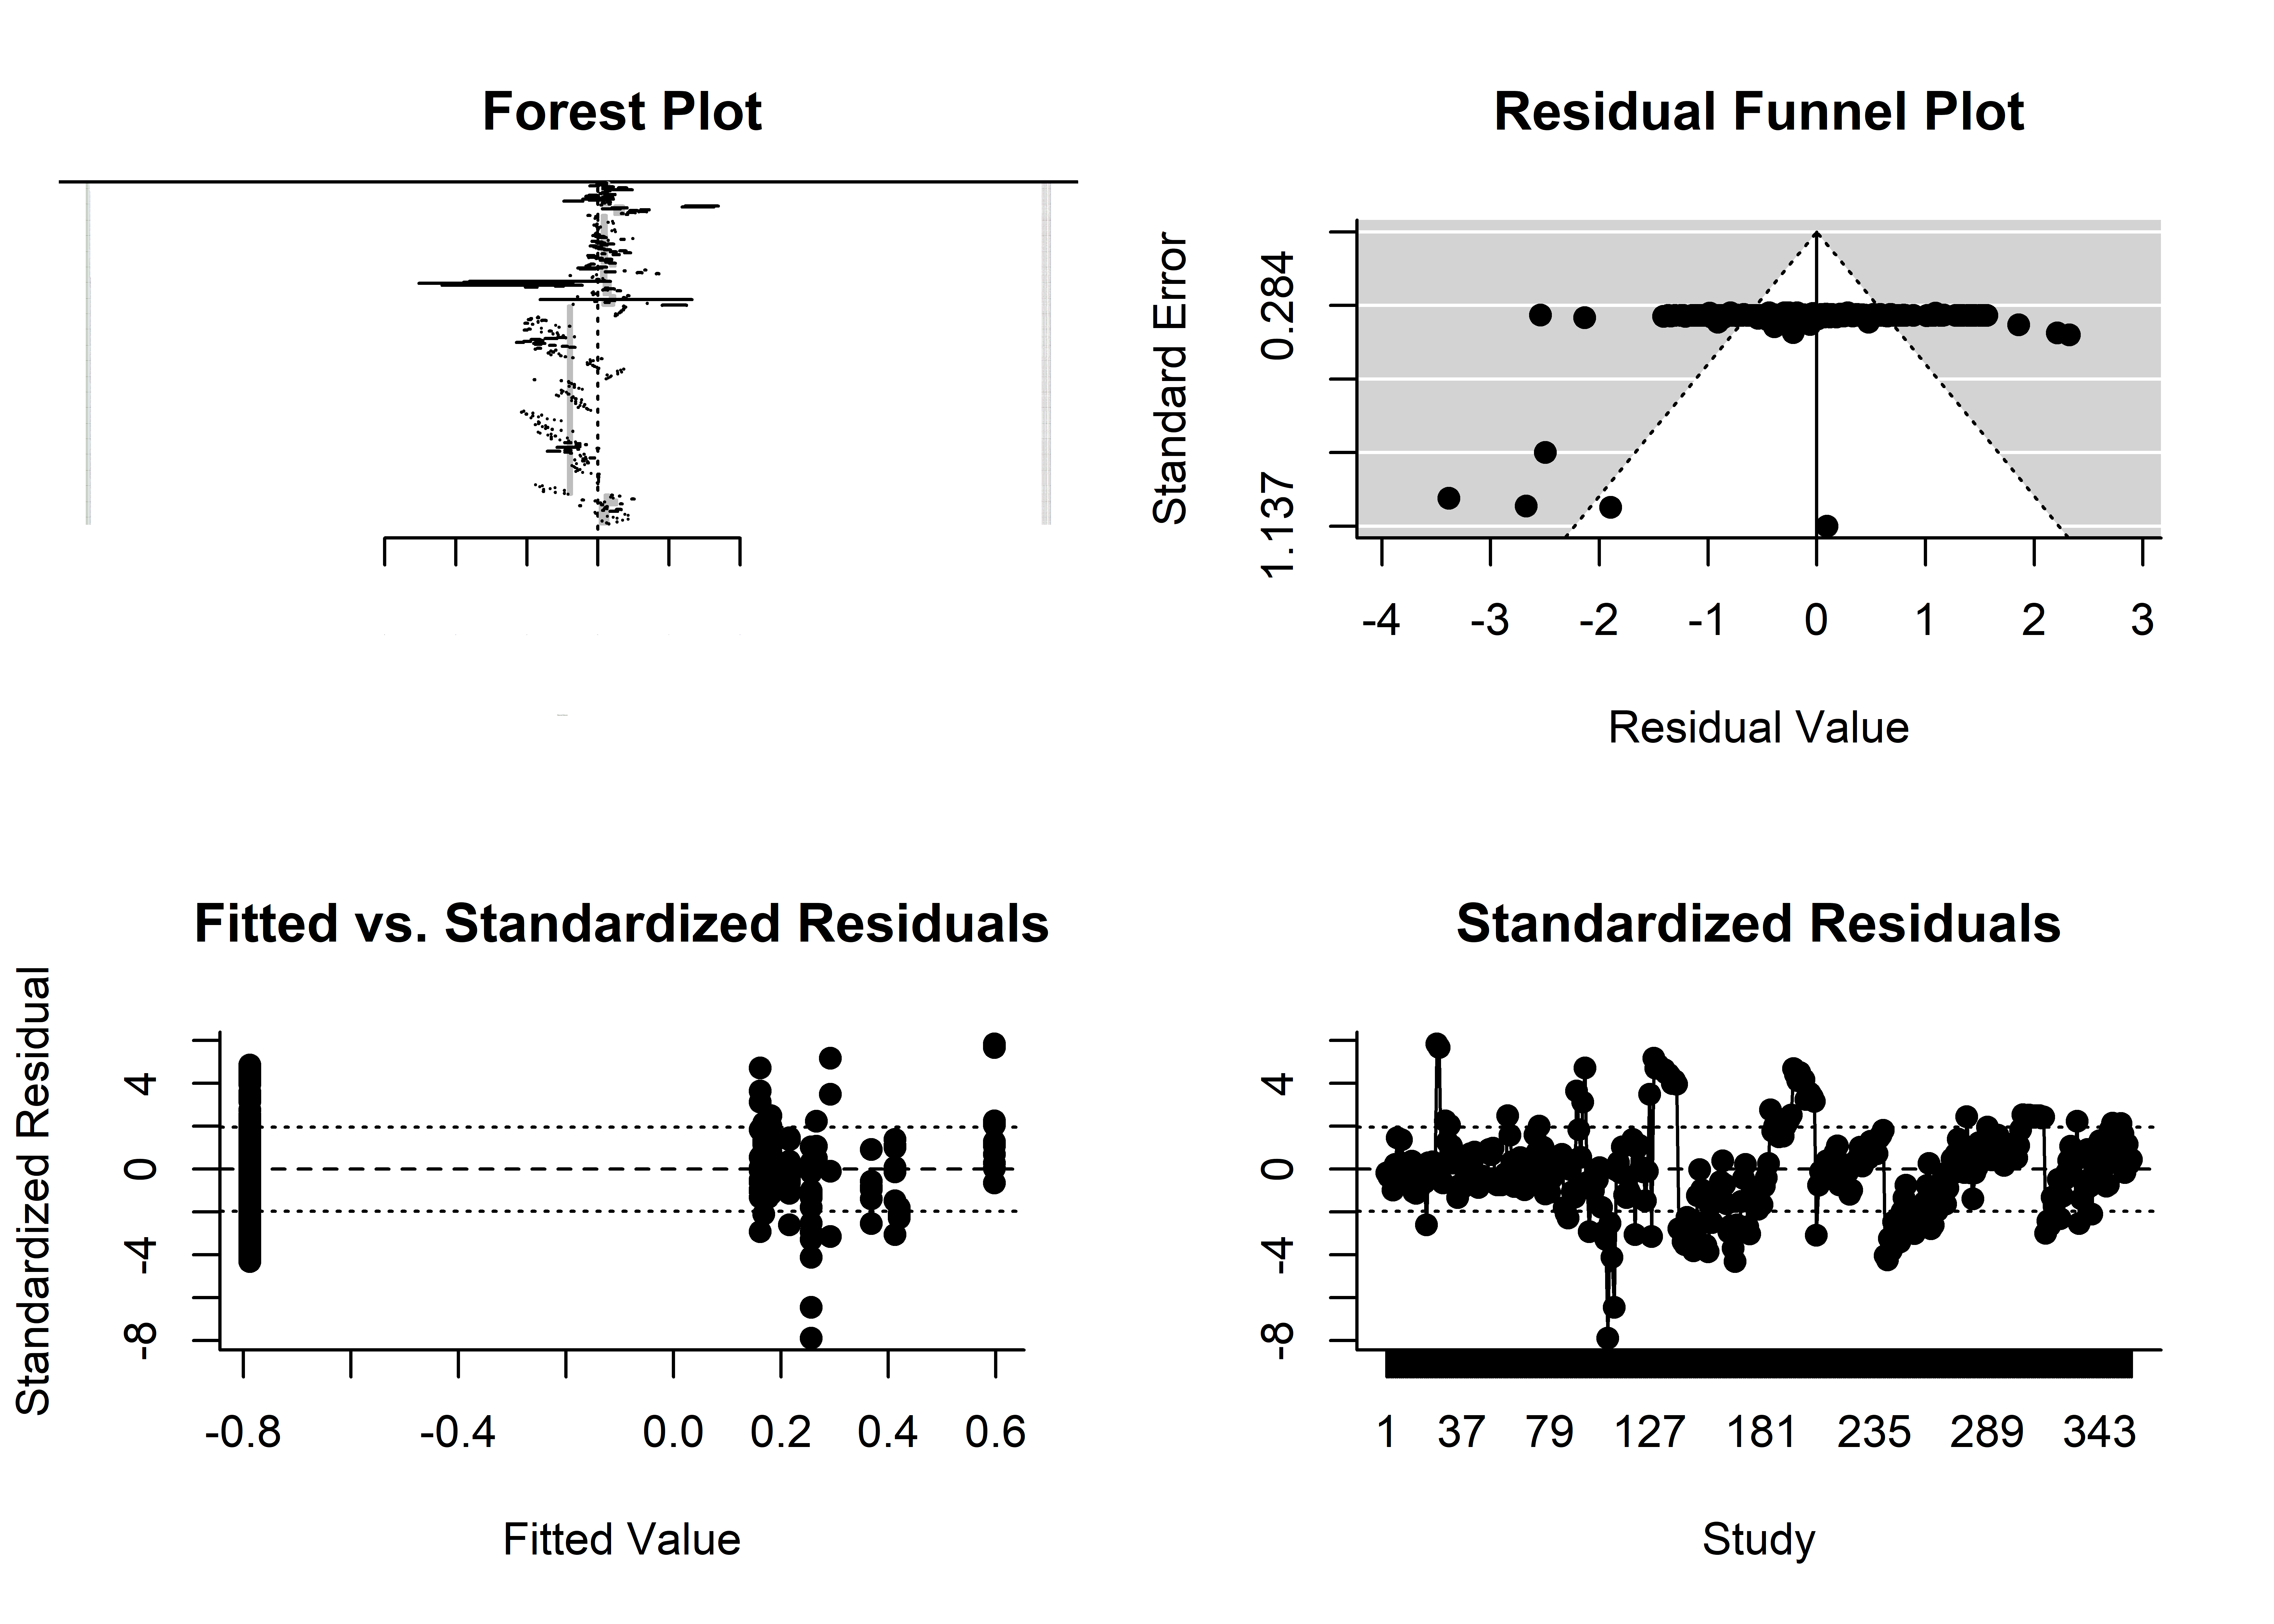 Forest Plot
Residual Funnel Plot
Standard Error
0.284
1.137
-4 -3 -2 -1 0 1 2 3
Residual Value
Fitted vs. Standardized Residuals
Standardized Residual
4
0
-4
-8
-0.8 -0.4 0.0 0.2 0.4 0.6
Fitted Value
Standardized Residuals
4
0
-4
-8
1 37 79 127 181 235 289 343
Study